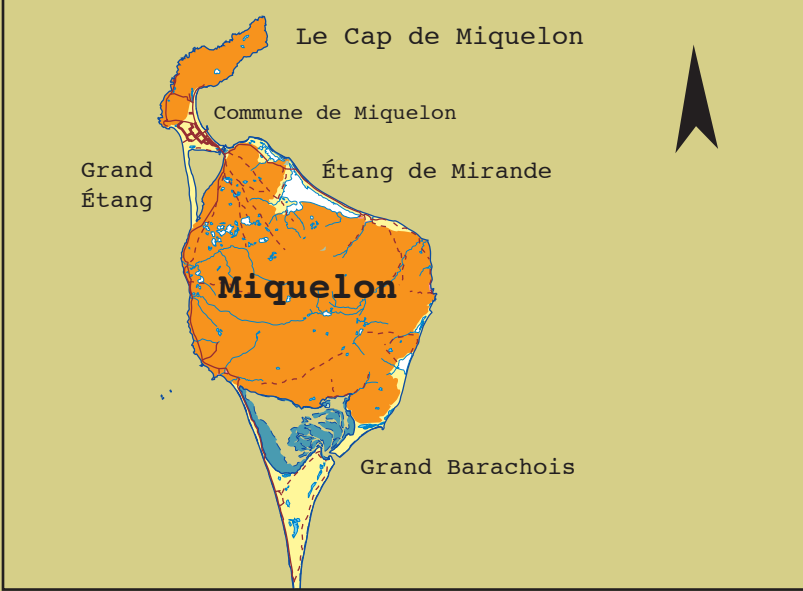 Le Cap de Miquelon
Commune de Miquelon
Grand
Étang
Étang de Mirande
Miquelon
Grand Barachois